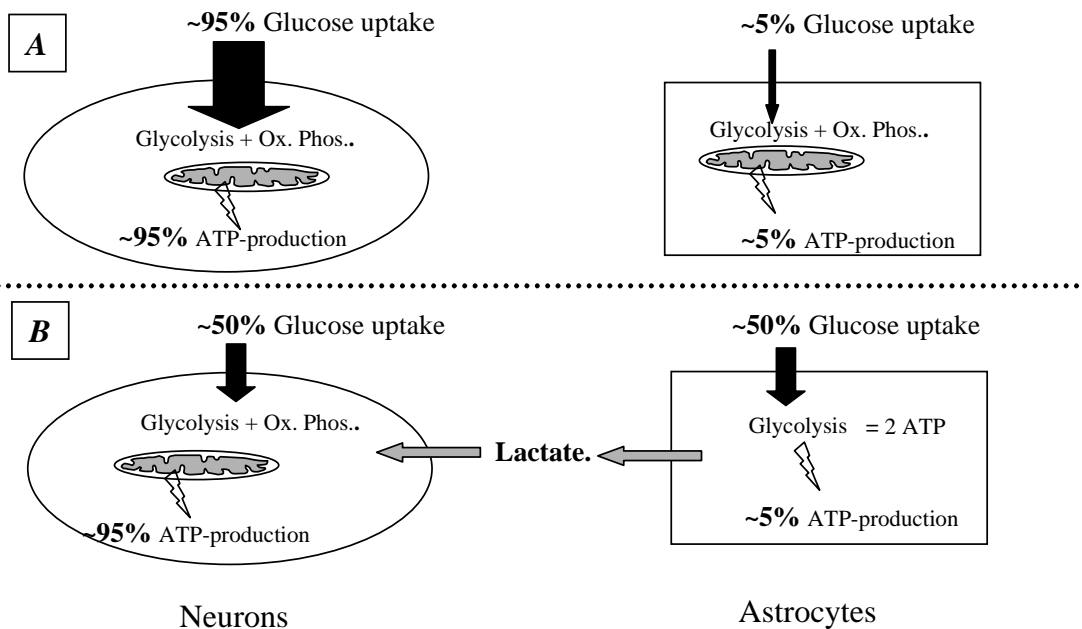 A
~95% Glucose uptake
~5% Glucose uptake
Glycolysis + Ox. Phos..
Glycolysis + Ox. Phos..
~95% ATP-production
~5% ATP-production
B
~50% Glucose uptake
~50% Glucose uptake
Glycolysis + Ox. Phos..
Lactate.
Glycolysis = 2 ATP
~95% ATP-production
~5% ATP-production
Neurons
Astrocytes